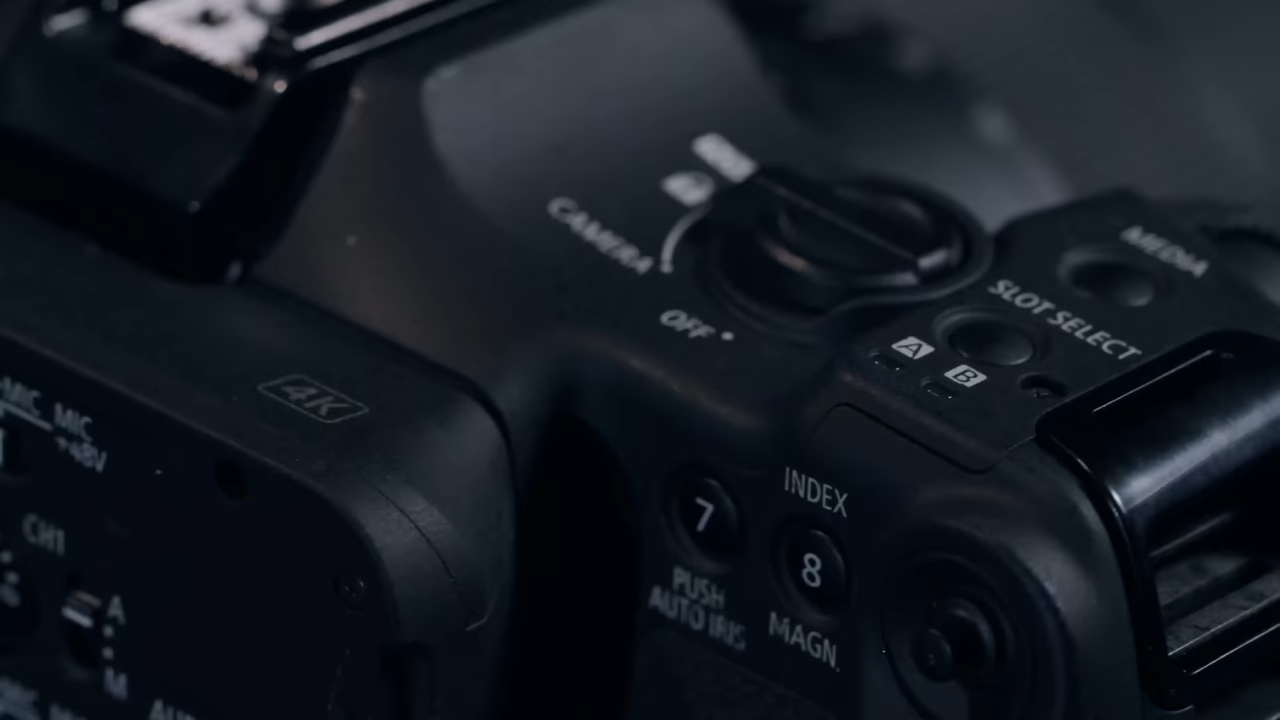 CAMERA
OFF
MEDIA
SLOT SELECT
A
B
4K
MIC
MIC
+48V
CH1
A
M
INDEX
7
8
PUSH
AUTO IRIS
MAGN.